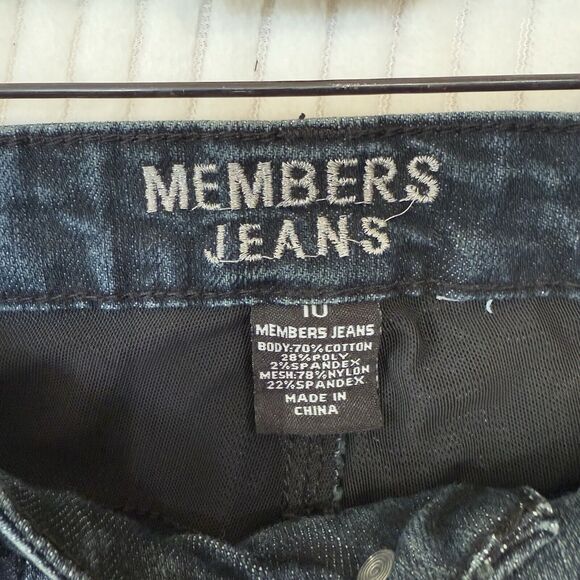 MEMBERS
JEANS
10
MEMBERS JEANS
BODY:70%COTTON
28%POLY
2%SPANDEX
MESH:78%NYLON
22%SPANDEX
MADE IN
CHINA